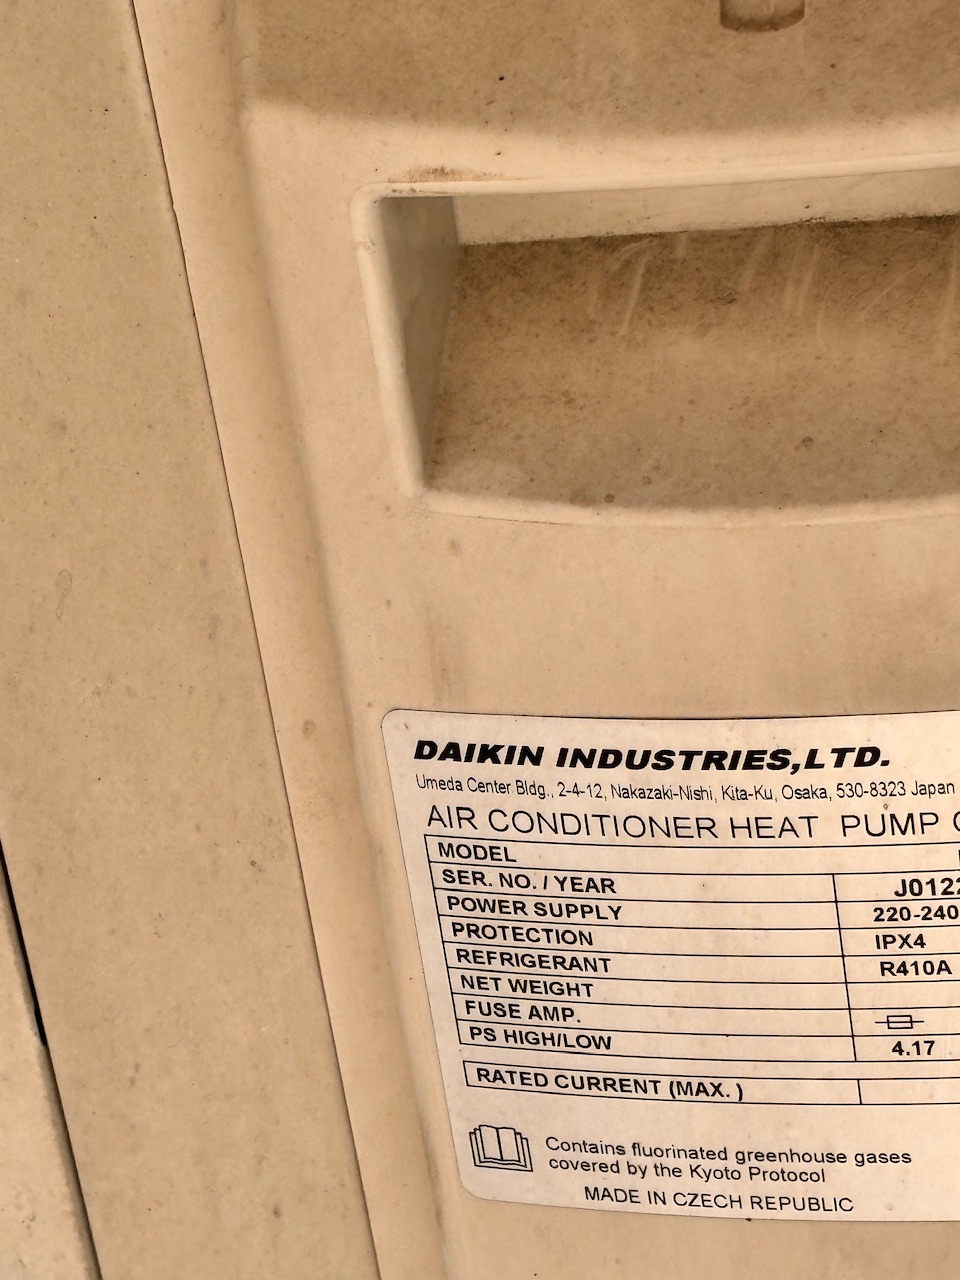 DAIKIN INDUSTRIES,LTD.
Umeda Center Bldg., 2-4-12, Nakazaki-Nishi, Kita-Ku, Osaka, 530-8323 Japan
AIR CONDITIONER HEAT PUMP
MODEL
SER. NO. / YEAR J0122
POWER SUPPLY 220-240
PROTECTION IPX4
REFRIGERANT R410A
NET WEIGHT
FUSE AMP.
PS HIGH/LOW 4.17
RATED CURRENT (MAX. )
Contains fluorinated greenhouse gases
covered by the Kyoto Protocol
MADE IN CZECH REPUBLIC